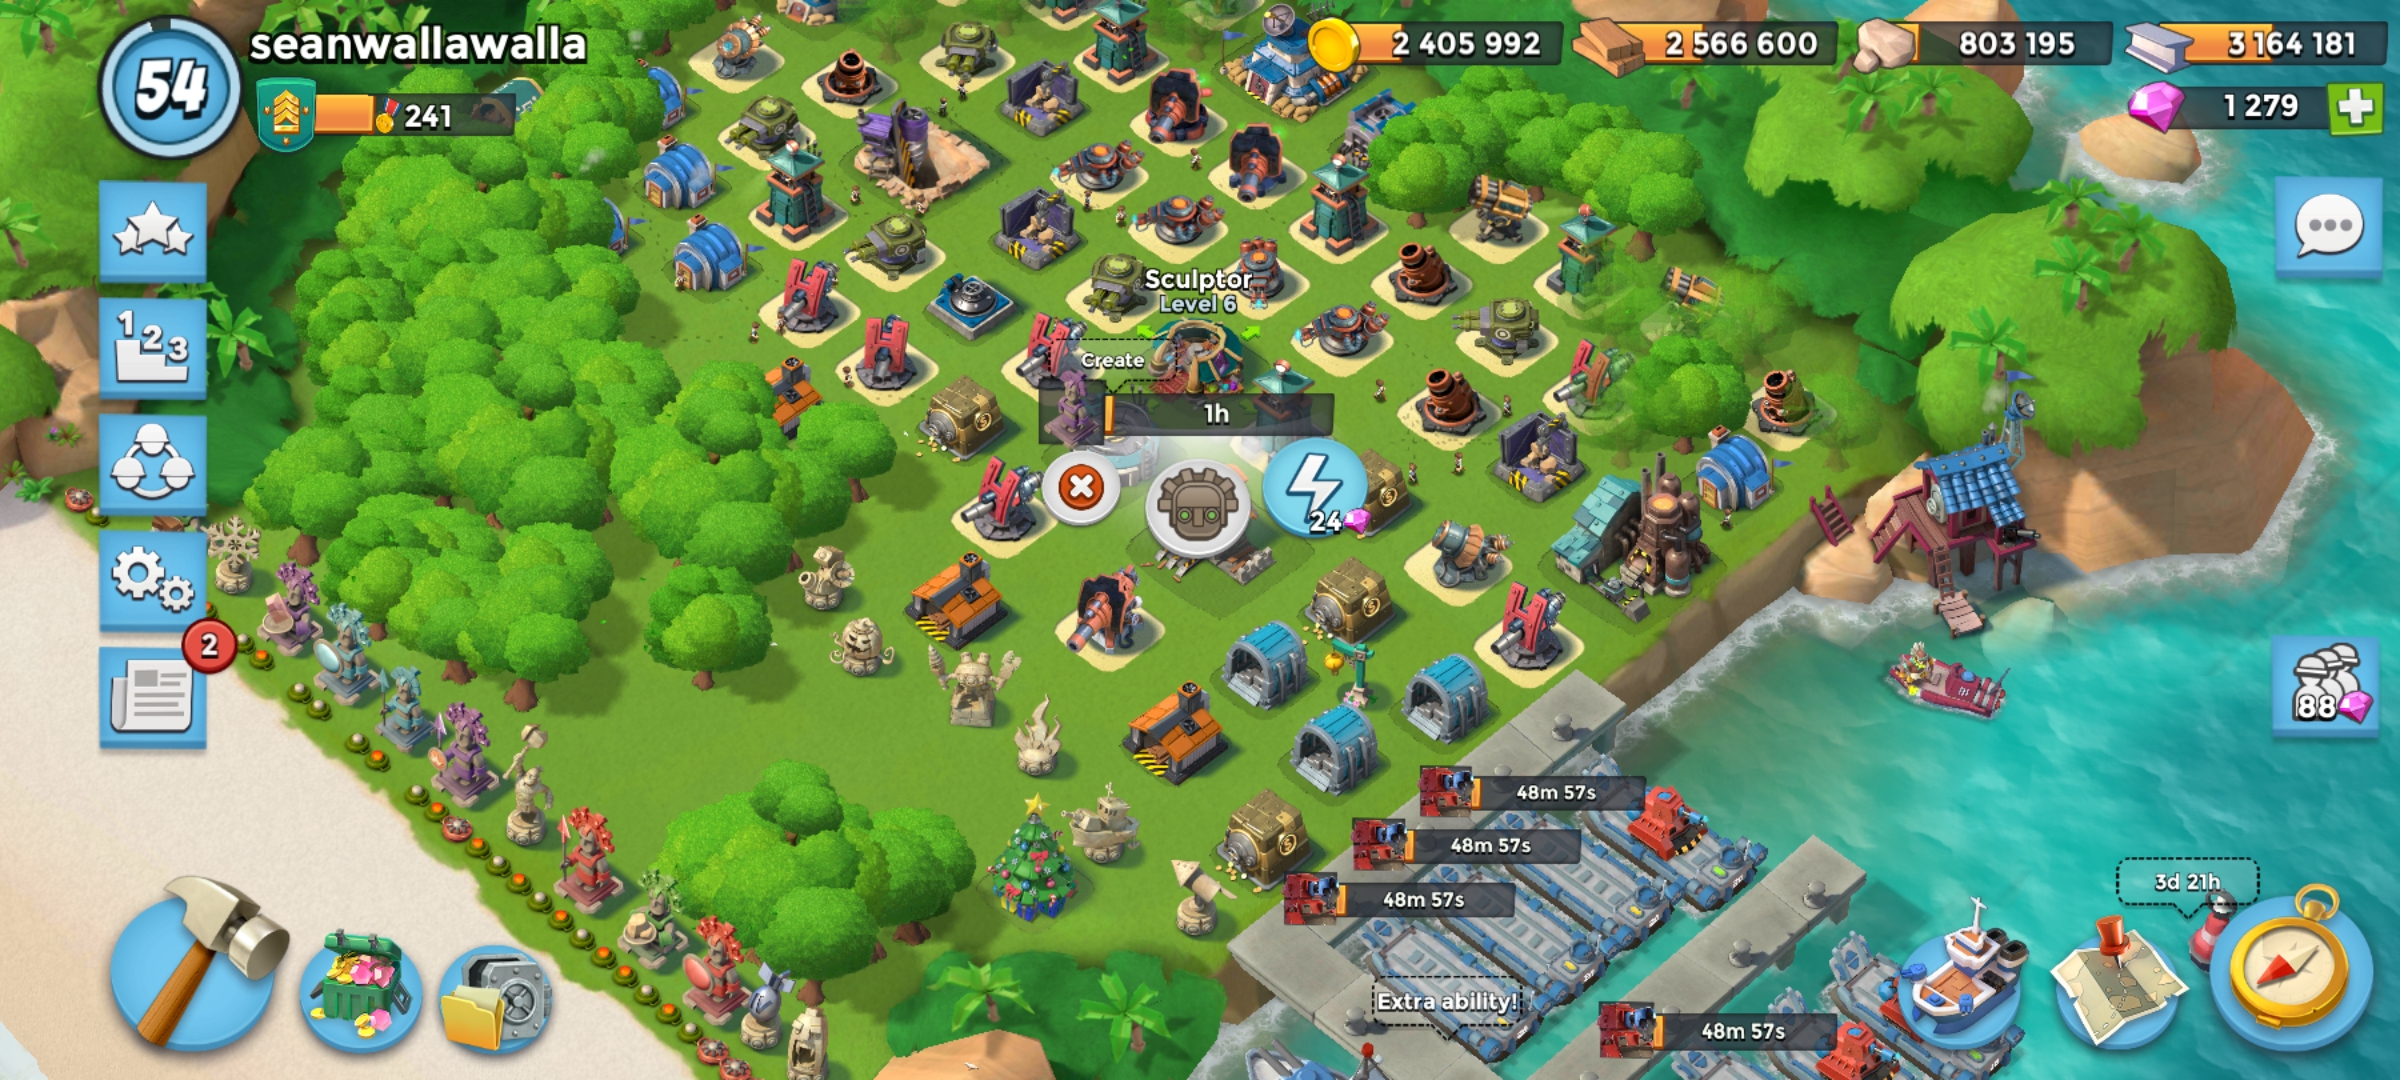 54
seanwallawalla
241
2 405 992
2 566 600
803 195
3 164 181
1 279
123
Sculptor
Level 6
Create
1h
24
2
88
48m 57s
48m 57s
48m 57s
3d 21h
Extra ability!
48m 57s